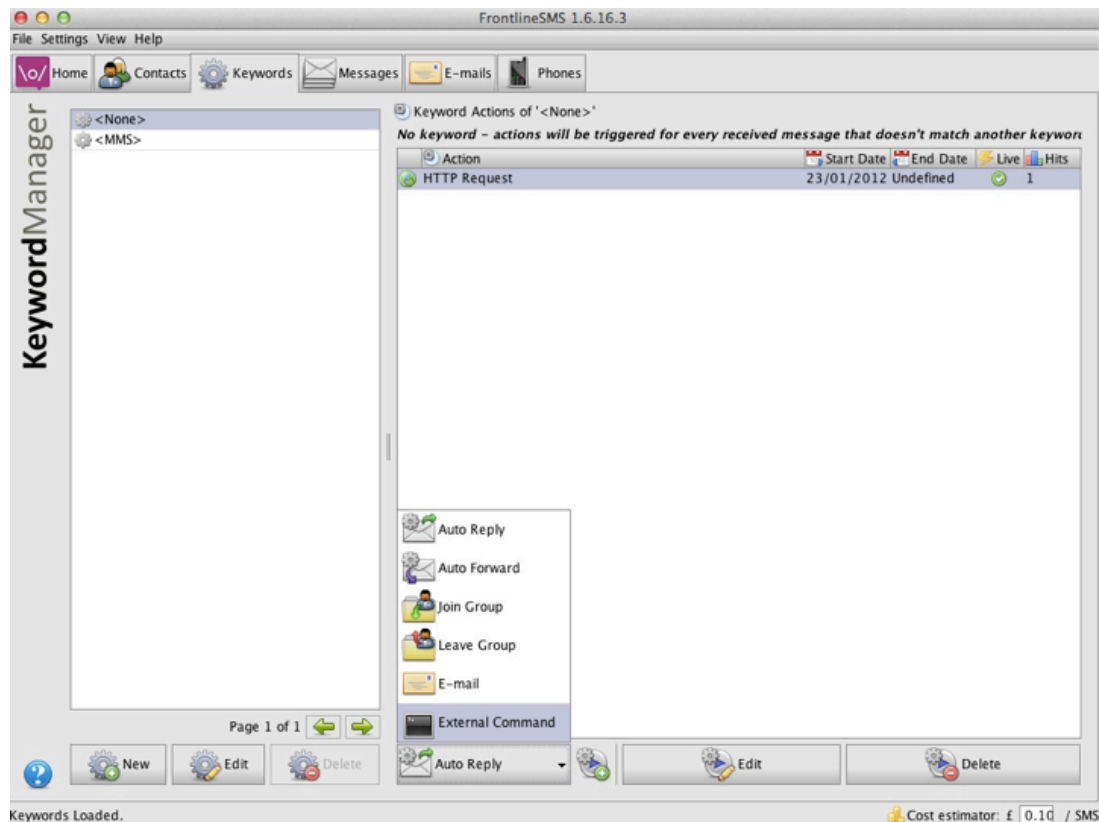 FrontlineSMS 1.6.16.3
File Settings View Help
\o/ Home Contacts Keywords Messages E-mails Phones
KeywordManager
<None>
<MMS>
Page 1 of 1
New Edit Delete
Keyword Actions of '<None>'
No keyword - actions will be triggered for every received message that doesn't match another keyword
Action Start Date End Date Live Hits
HTTP Request 23/01/2012 Undefined 1
Auto Reply
Auto Forward
Join Group
Leave Group
E-mail
External Command
Auto Reply Edit Delete
?
Keywords Loaded. Cost estimator: £ 0.10 / SMS